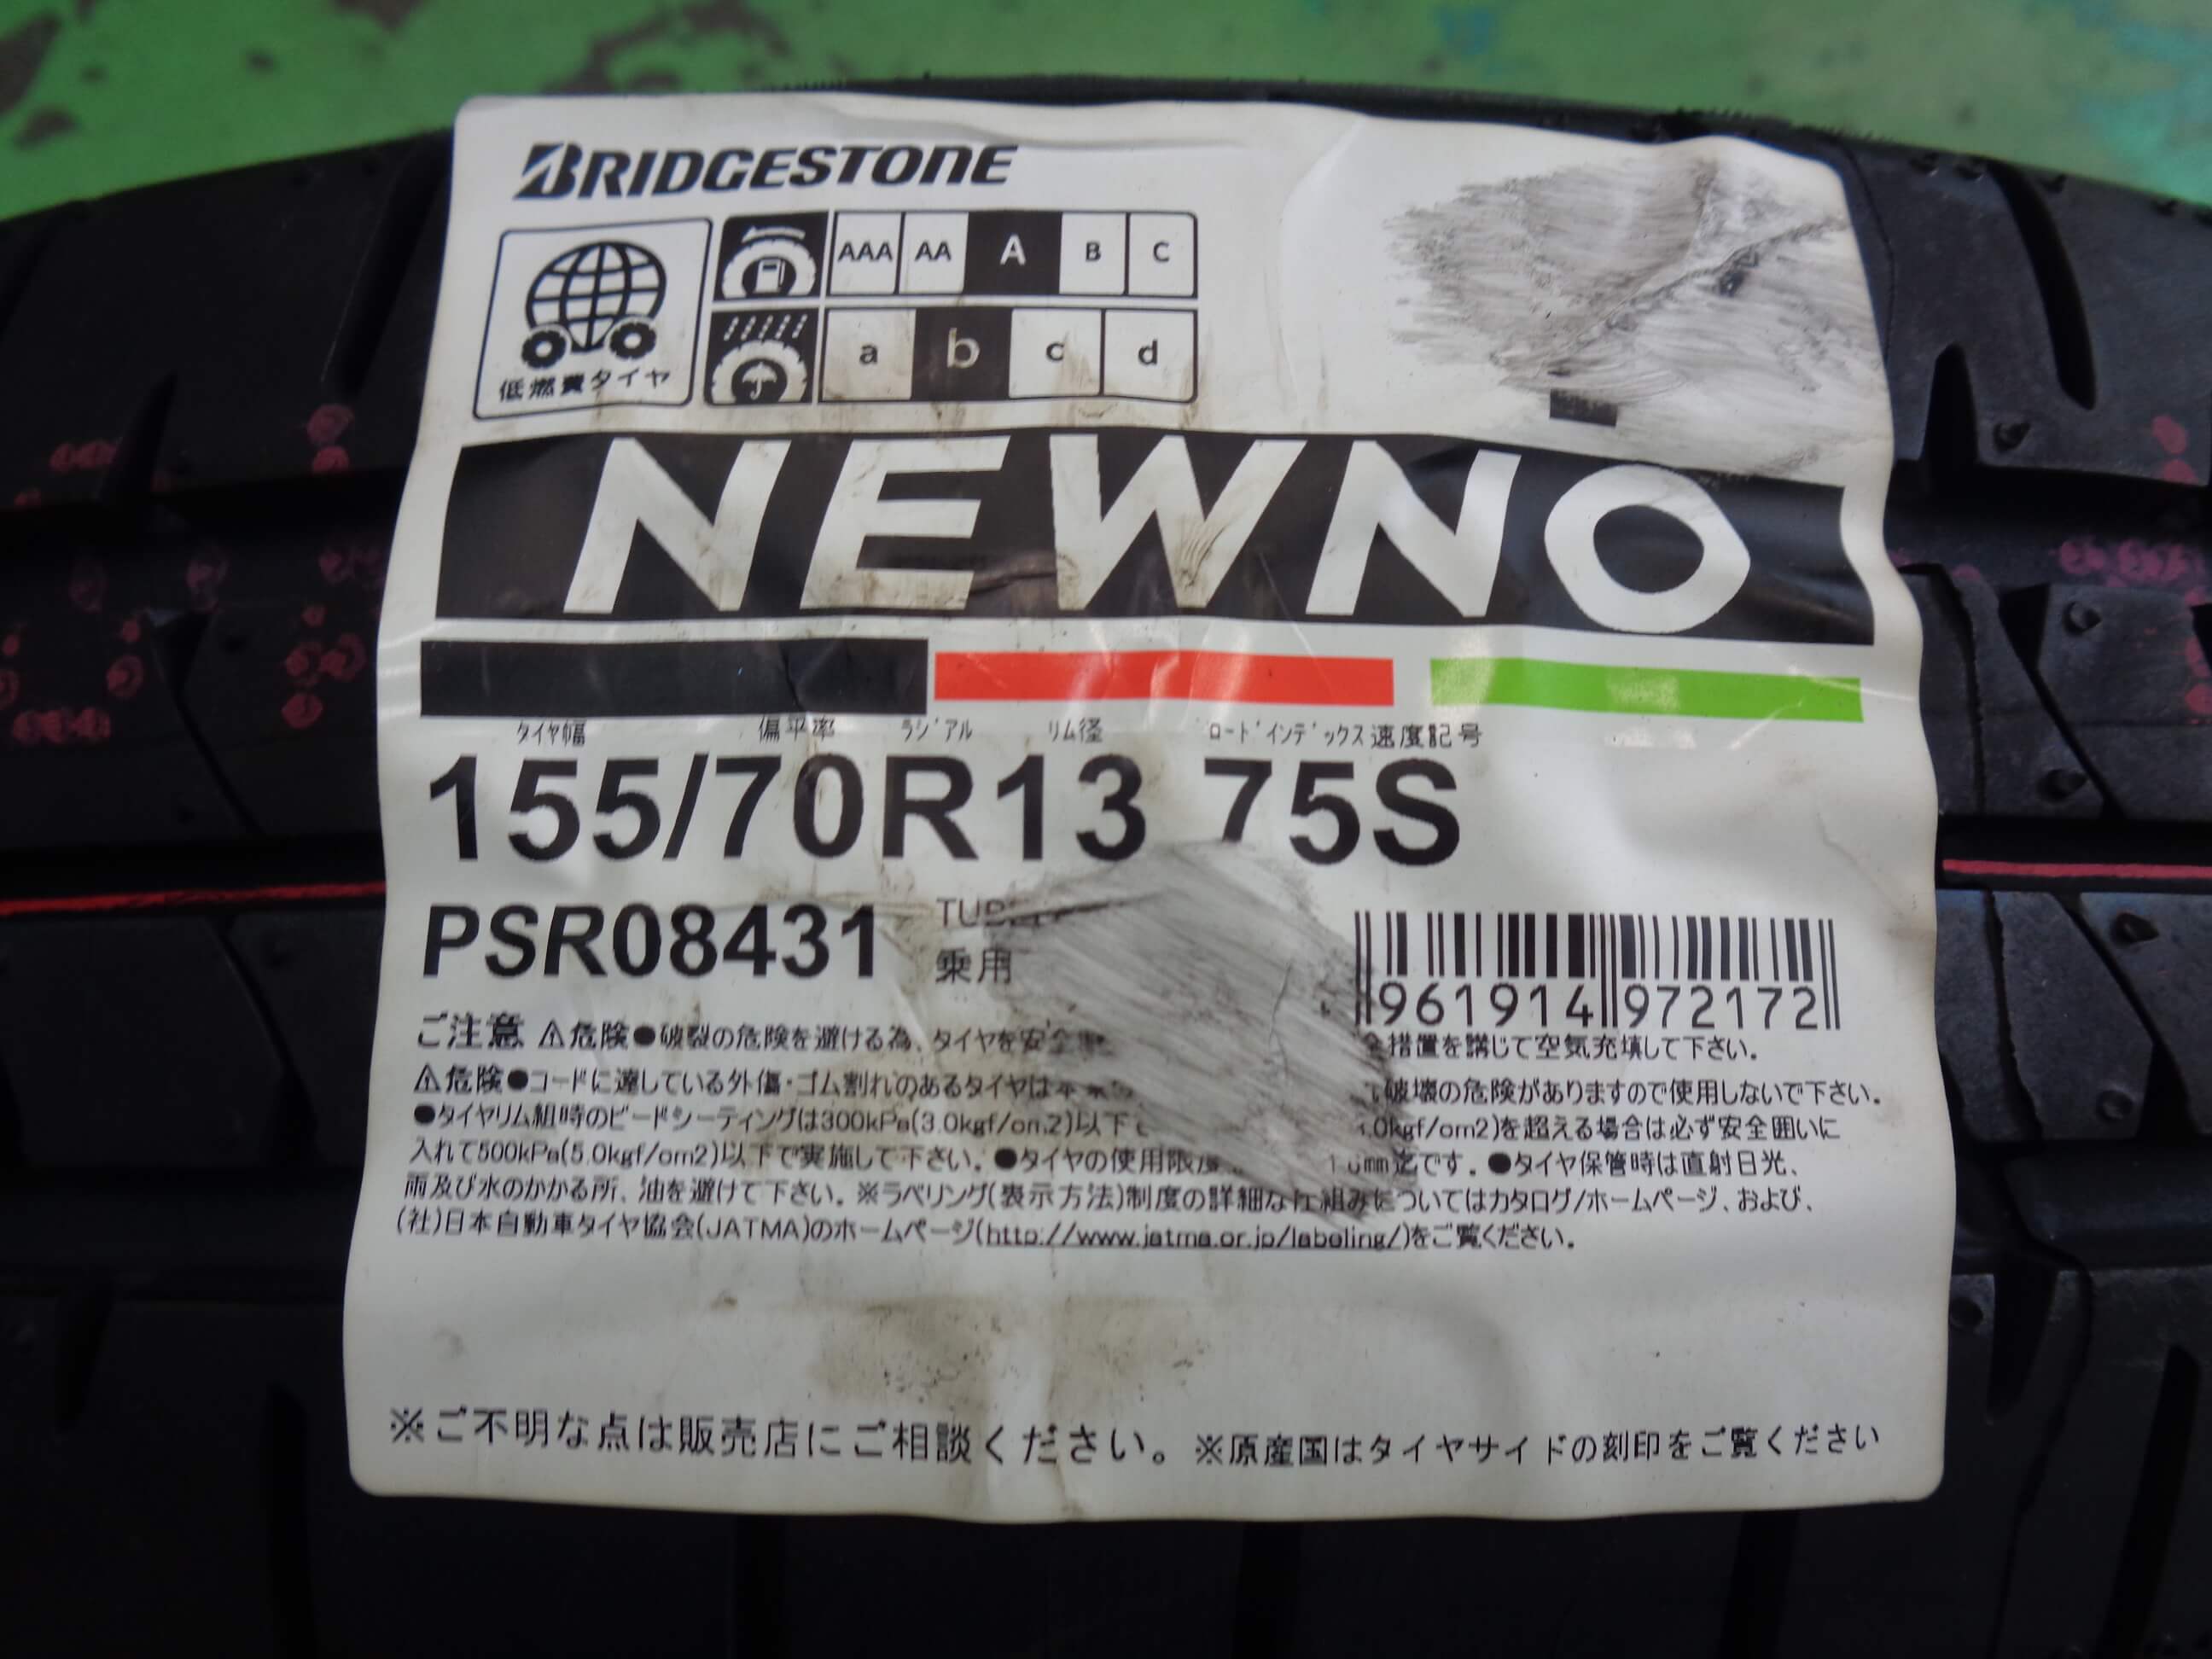 BRIDGESTONE
低燃費タイヤ
AAA AA A B C
a b c d
NEWNO
タイヤ幅 偏平率 ラジアル リム径 ロードインデックス 速度記号
155/70R13 75S
PSR08431
乗用
961914 972172
ご注意 ⚠危険●破裂の危険を避ける為、タイヤを安全 措置を講じて空気充填して下さい。
⚠危険●コードに達している外傷・ゴム割れのあるタイヤは 破壊の危険がありますので使用しないで下さい。
●タイヤリム組時のビードシーティングは300kPa(3.0kgf/cm2)以下 .0kgf/cm2)を超える場合は必ず安全囲いに
入れて500kPa(5.0kgf/cm2)以下で実施して下さい。●タイヤの使用限度 mm迄です。●タイヤ保管時は直射日光、
雨及び水のかかる所、油を避けて下さい。※ラベリング(表示方法)制度の詳細な仕組みについてはカタログ/ホームページ、および、
(社)日本自動車タイヤ協会(JATMA)のホームページ(http://www.jatma.or.jp/labeling/)をご覧ください。
※ご不明な点は販売店にご相談ください。※原産国はタイヤサイドの刻印をご覧ください